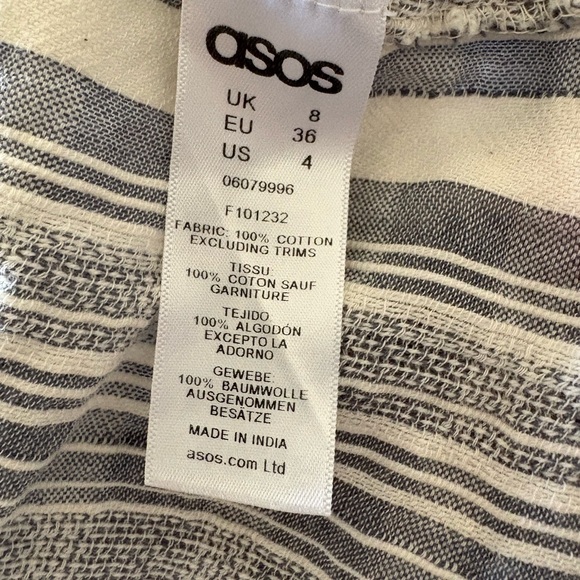 asos
UK 8
EU 36
US 4
06079996
F101232
FABRIC: 100% COTTON
EXCLUDING TRIMS
TISSU:
100% COTON SAUF
GARNITURE
TEJIDO:
100% ALGODÓN
EXCEPTO LA
ADORNO
GEWEBE:
100% BAUMWOLLE
AUSGENOMMEN
BESÄTZE
MADE IN INDIA
asos.com Ltd